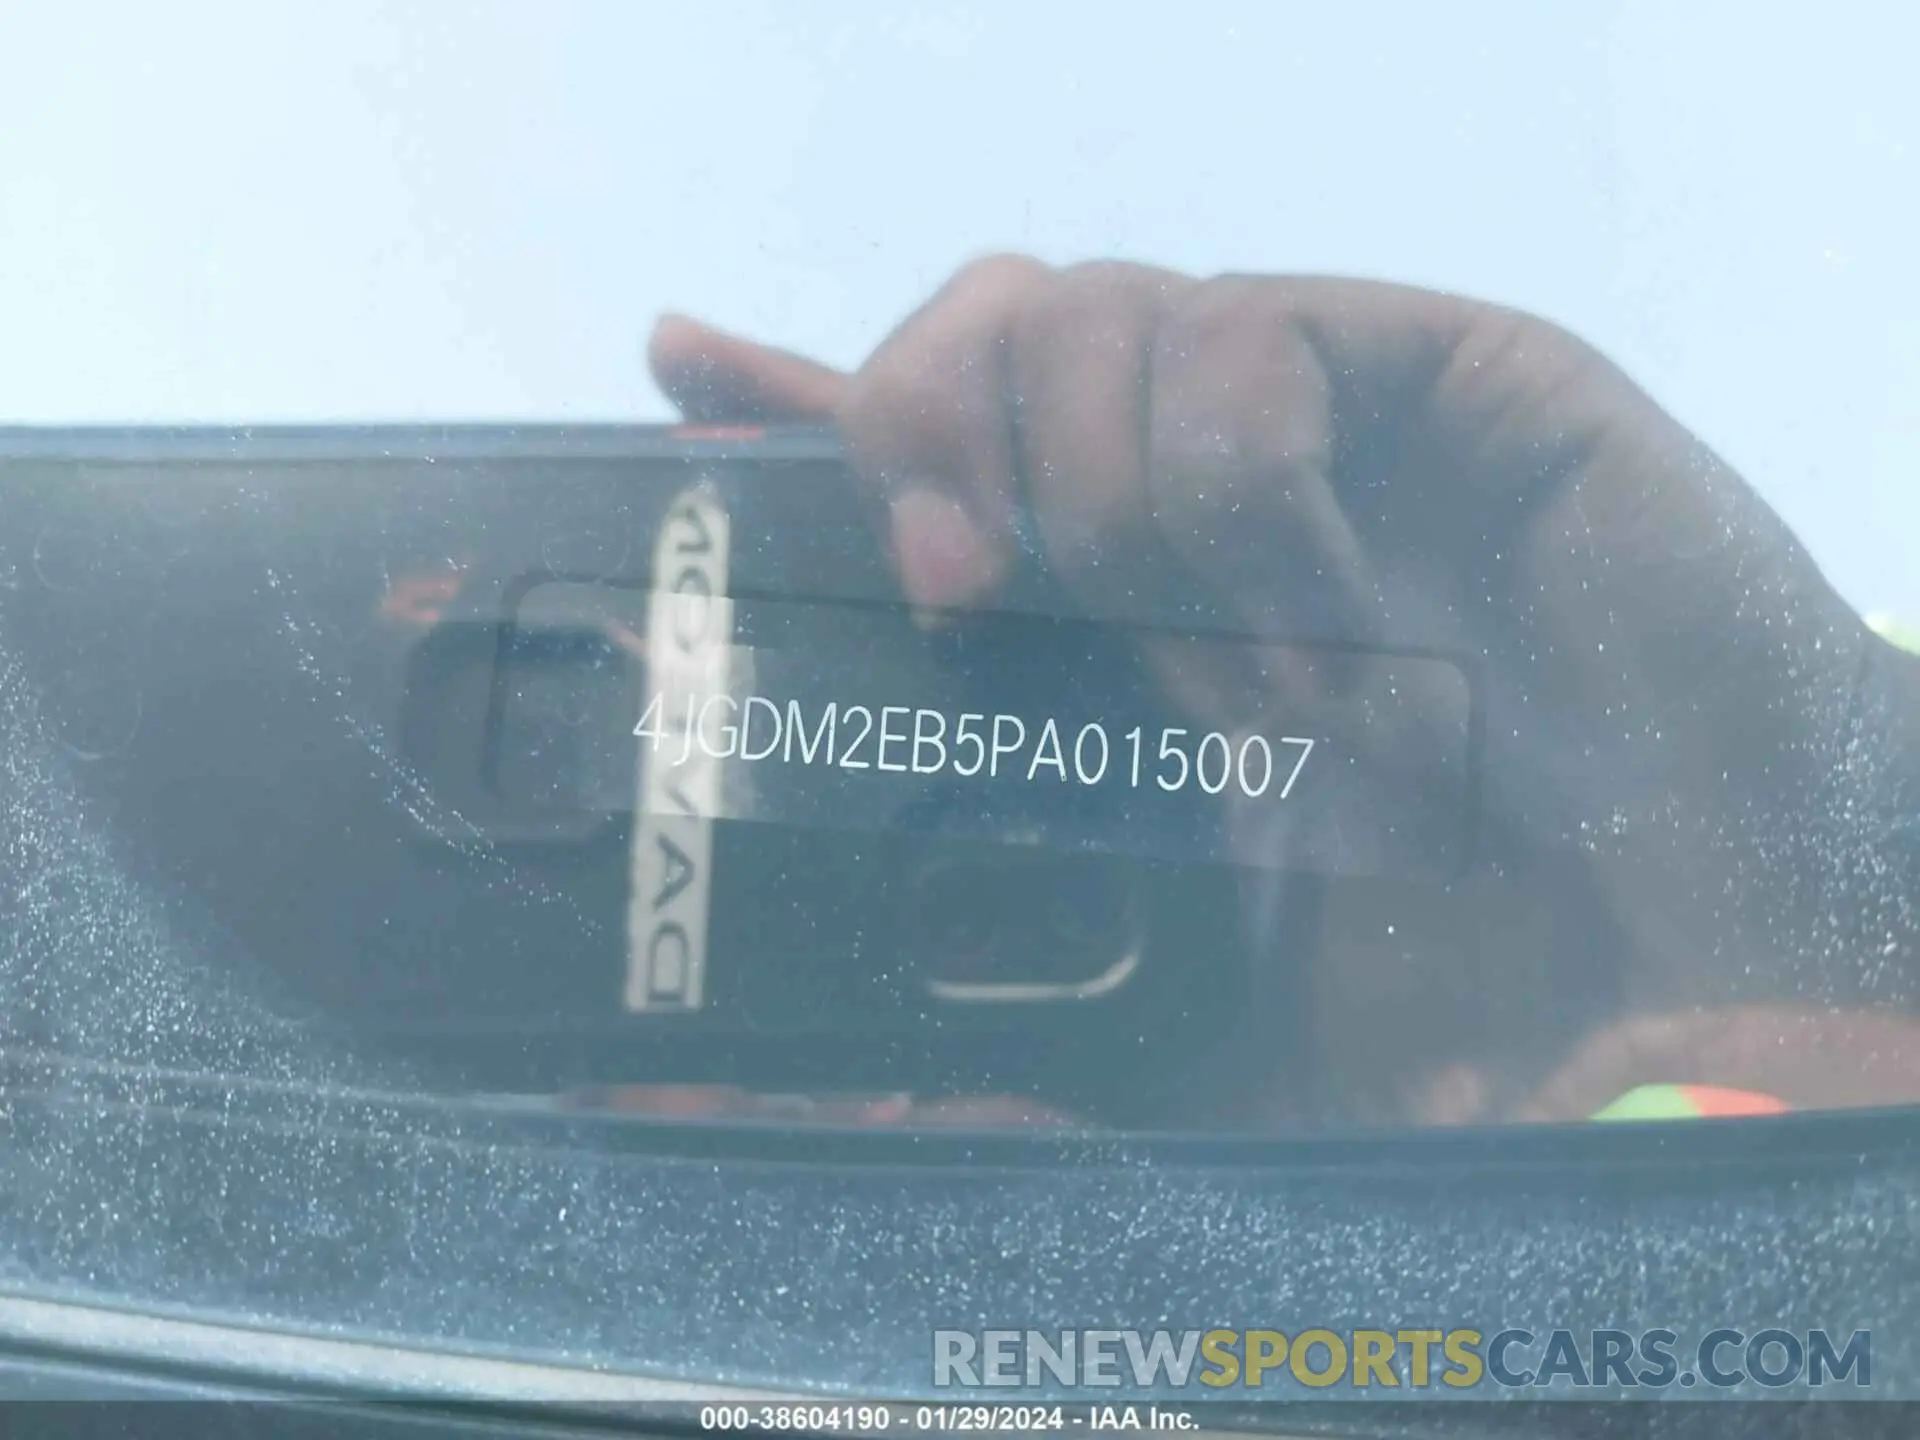 4JGDM2EB5PA015007
RENEWSPORTSCARS.COM
000-38604190 - 01/29/2024 - IAA Inc.